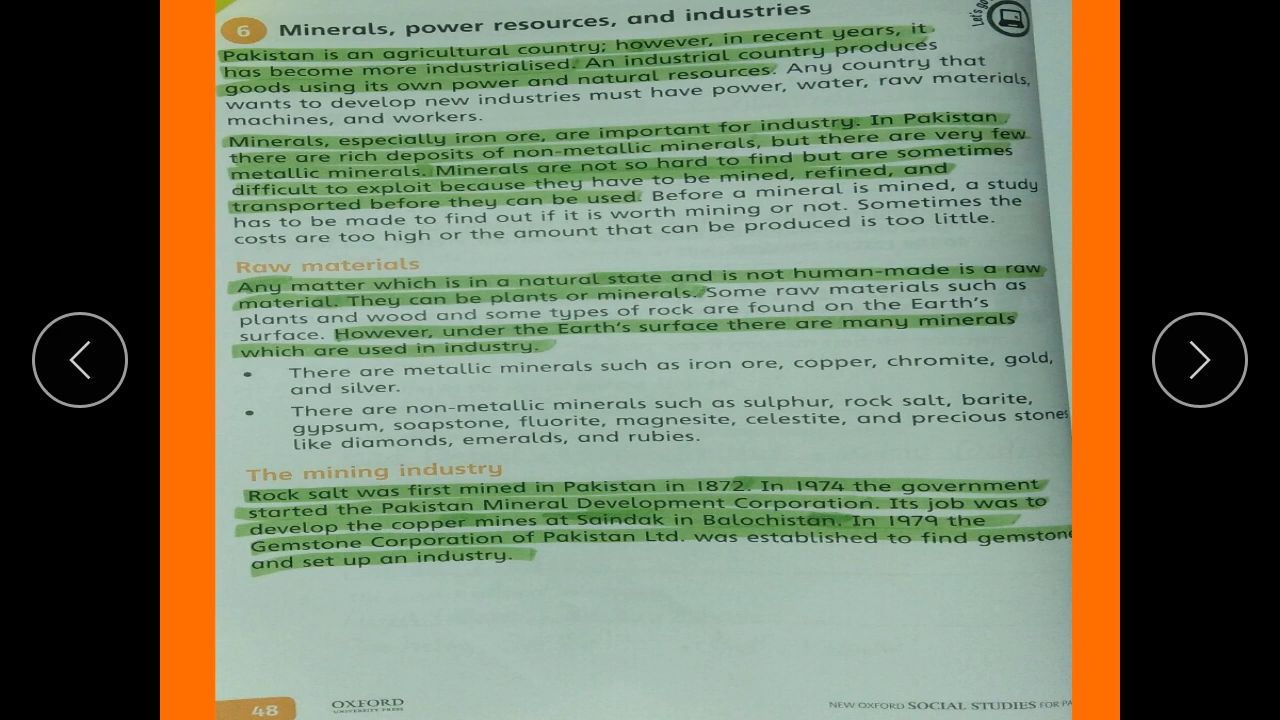 6 Minerals, power resources, and industries
Let's go
Pakistan is an agricultural country; however, in recent years, it
has become more industrialised. An industrial country produces
goods using its own power and natural resources. Any country that
wants to develop new industries must have power, water, raw materials,
machines, and workers.
Minerals, especially iron ore, are important for industry. In Pakistan
there are rich deposits of non-metallic minerals, but there are very few
metallic minerals. Minerals are not so hard to find but are sometimes
difficult to exploit because they have to be mined, refined, and
transported before they can be used. Before a mineral is mined, a study
has to be made to find out if it is worth mining or not. Sometimes the
costs are too high or the amount that can be produced is too little.
Raw materials
Any matter which is in a natural state and is not human-made is a raw
material. They can be plants or minerals. Some raw materials such as
plants and wood and some types of rock are found on the Earth's
surface. However, under the Earth's surface there are many minerals
which are used in industry.
• There are metallic minerals such as iron ore, copper, chromite, gold,
and silver.
• There are non-metallic minerals such as sulphur, rock salt, barite,
gypsum, soapstone, fluorite, magnesite, celestite, and precious stones
like diamonds, emeralds, and rubies.
The mining industry
Rock salt was first mined in Pakistan in 1872. In 1974 the government
started the Pakistan Mineral Development Corporation. Its job was to
develop the copper mines at Saindak in Balochistan. In 1979 the
Gemstone Corporation of Pakistan Ltd. was established to find gemstone
and set up an industry.
48 OXFORD
UNIVERSITY PRESS
NEW OXFORD SOCIAL STUDIES FOR PA